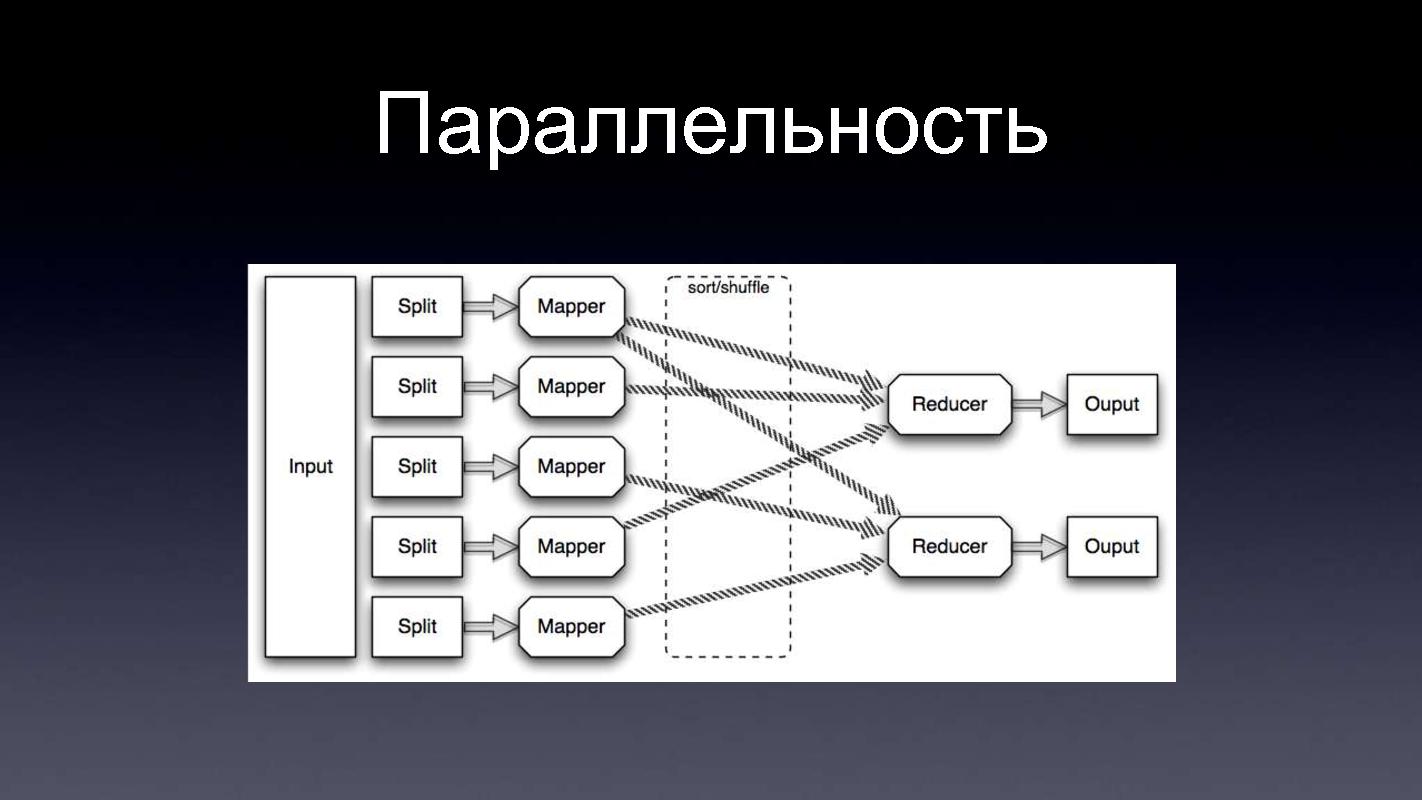 Параллельность
sort/shuffle
Split
Mapper
Split
Mapper
Reducer
Ouput
Input
Split
Mapper
Split
Mapper
Reducer
Ouput
Split
Mapper